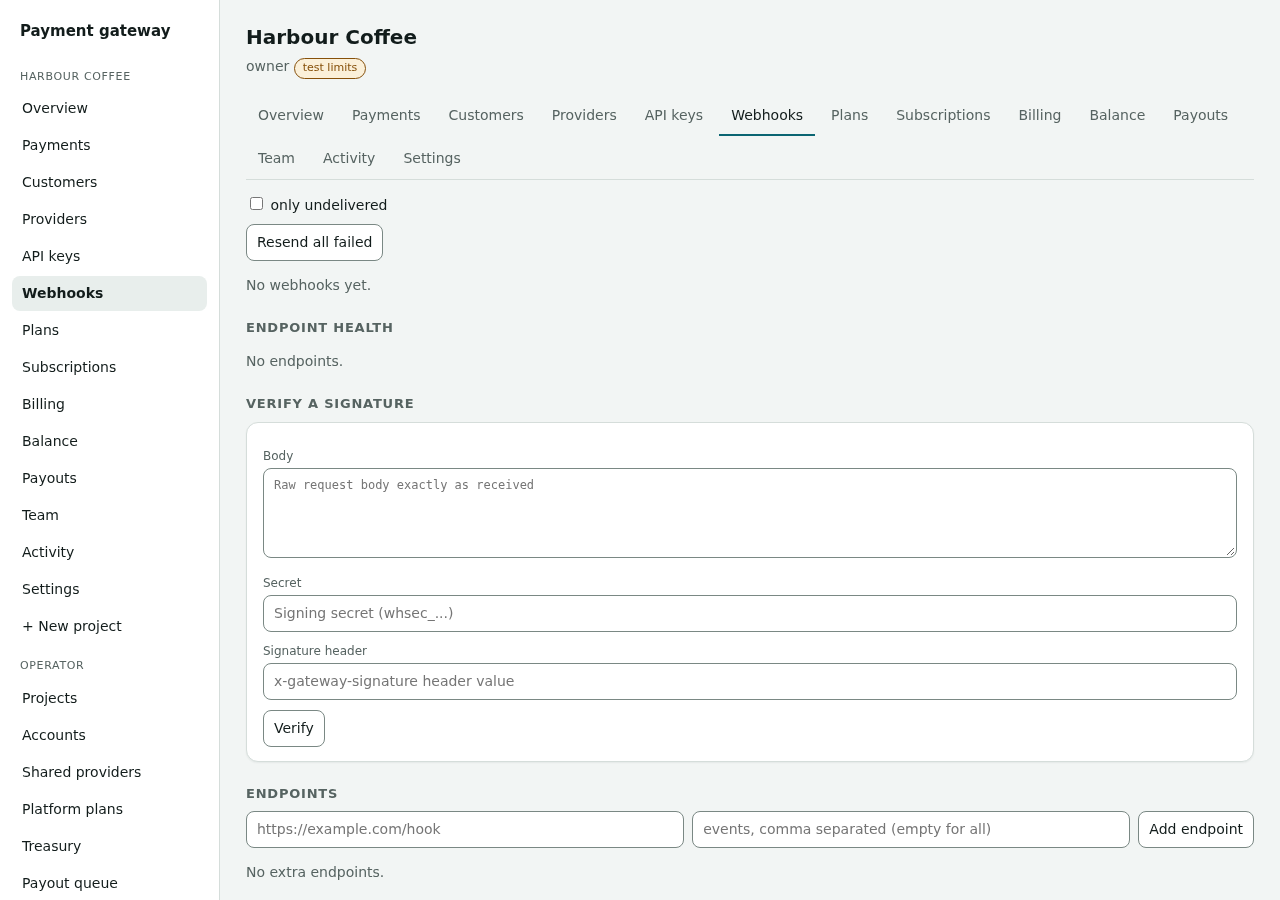 Payment gateway
HARBOUR COFFEE
Overview
Payments
Customers
Providers
API keys
Webhooks
Plans
Subscriptions
Billing
Balance
Payouts
Team
Activity
Settings
+ New project
OPERATOR
Projects
Accounts
Shared providers
Platform plans
Treasury
Payout queue
Harbour Coffee
owner test limits
Overview Payments Customers Providers API keys Webhooks Plans Subscriptions Billing Balance Payouts
Team Activity Settings
only undelivered
Resend all failed
No webhooks yet.
ENDPOINT HEALTH
No endpoints.
VERIFY A SIGNATURE
Body
Raw request body exactly as received
Secret
Signing secret (whsec_...)
Signature header
x-gateway-signature header value
Verify
ENDPOINTS
https://example.com/hook events, comma separated (empty for all) Add endpoint
No extra endpoints.